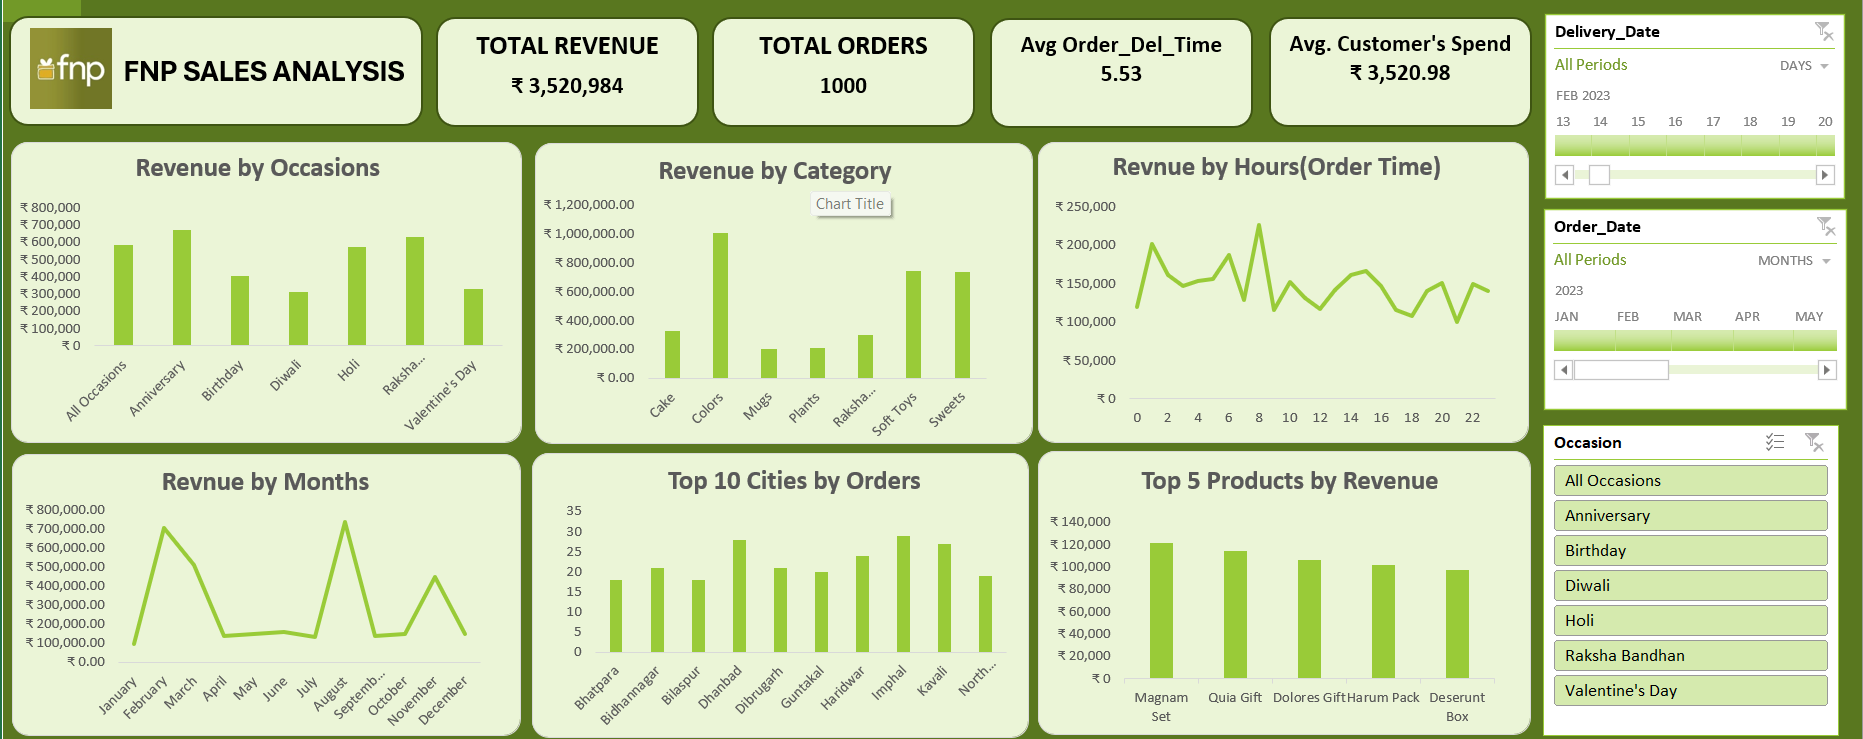 fnp
FNP SALES ANALYSIS
TOTAL REVENUE
₹ 3,520,984
TOTAL ORDERS
1000
Avg Order_Del_Time
5.53
Avg. Customer's Spend
₹ 3,520.98
Delivery_Date
All Periods
DAYS
FEB 2023
13 14 15 16 17 18 19 20
Order_Date
All Periods
MONTHS
2023
JAN FEB MAR APR MAY
Occasion
All Occasions
Anniversary
Birthday
Diwali
Holi
Raksha Bandhan
Valentine's Day
Revenue by Occasions
₹ 800,000
₹ 700,000
₹ 600,000
₹ 500,000
₹ 400,000
₹ 300,000
₹ 200,000
₹ 100,000
₹ 0
All Occasions
Anniversary
Birthday
Diwali
Holi
Raksha...
Valentine's Day
Revenue by Category
Chart Title
₹ 1,200,000.00
₹ 1,000,000.00
₹ 800,000.00
₹ 600,000.00
₹ 400,000.00
₹ 200,000.00
₹ 0.00
Cake
Colors
Mugs
Plants
Raksha...
Soft Toys
Sweets
Revnue by Hours(Order Time)
₹ 250,000
₹ 200,000
₹ 150,000
₹ 100,000
₹ 50,000
₹ 0
0 2 4 6 8 10 12 14 16 18 20 22
Revnue by Months
₹ 800,000.00
₹ 700,000.00
₹ 600,000.00
₹ 500,000.00
₹ 400,000.00
₹ 300,000.00
₹ 200,000.00
₹ 100,000.00
₹ 0.00
January
February
March
April
May
June
July
August
Septemb...
October
November
December
Top 10 Cities by Orders
35
30
25
20
15
10
5
0
Bhatpara
Bidhannagar
Bilaspur
Dhanbad
Dibrugarh
Guntakal
Haridwar
Imphal
Kavali
North...
Top 5 Products by Revenue
₹ 140,000
₹ 120,000
₹ 100,000
₹ 80,000
₹ 60,000
₹ 40,000
₹ 20,000
₹ 0
Magnam Set
Quia Gift
Dolores Gift
Harum Pack
Deserunt Box